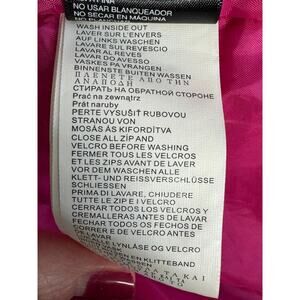 NO USAR BLANQUEADOR
NO SECAR EN MÁQUINA
WASH INSIDE OUT
LAVER SUR L'ENVERS
AUF LINKS WASCHEN
LAVARE SUL REVESCIO
LAVAR AL REVES
LAVAR DO AVESSO
VASKES PA VRANGEN
BINNENSTE BUITEN WASSEN
ΠΛΕΝΕΤΕ ΑΠΟ ΤΗΝ
ΑΝΑΠΟΔΗ
СТИРАТЬ НА ОБРАТНОЙ СТОРОНЕ
Prać na zewnątrz
Prát naruby
PERTE VYSUŠIŤ RUBOVOU
STRANOU VON
MOSÁS ÁS KIFORDÍTVA
CLOSE ALL ZIP AND
VELCRO BEFORE WASHING
FERMER TOUS LES VELCROS
ET LES ZIPS AVANT DE LAVER
VOR DEM WASCHEN ALLE
KLETT- UND REISSVERSCHLÜSSE
SCHLIESSEN
PRIMA DI LAVARE, CHIUDERE
TUTTE LE ZIP E I VELCRO
CERRAR TODOS LOS VELCROS Y
CREMALLERAS ANTES DE LAVAR
FECHAR TODOS OS FECHOS DE
CORRER E DE VELCRO ANTES
LAVAR
LYNLÅSE OG VELCRO
EN KLITTEBAND
ΚΑΙ